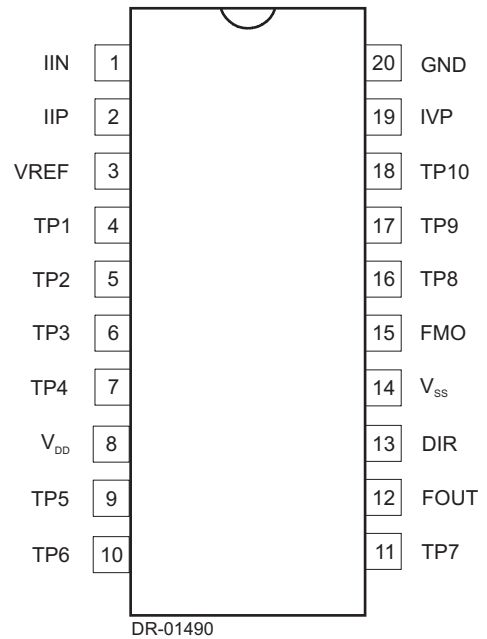 IIN 1 20 GND
IIP 2 19 IVP
VREF 3 18 TP10
TP1 4 17 TP9
TP2 5 16 TP8
TP3 6 15 FMO
TP4 7 14 VSS
VDD 8 13 DIR
TP5 9 12 FOUT
TP6 10 11 TP7
DR-01490